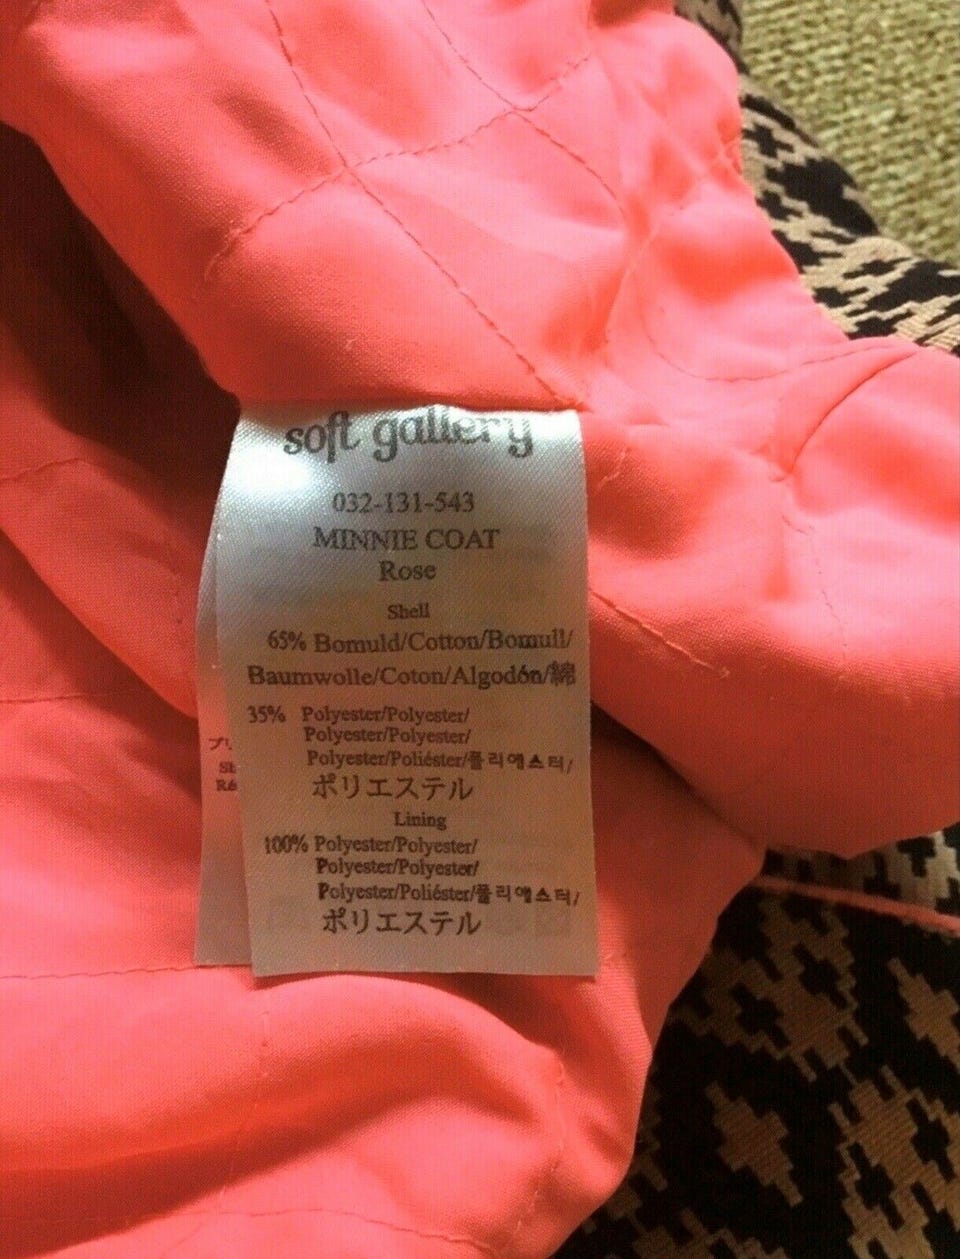 soft gallery
032-131-543
MINNIE COAT
Rose
Shell
65% Bomuld/Cotton/Bomull/
Baumwolle/Coton/Algodón/綿
35% Polyester/Polyester/
Polyester/Polyester/
Polyester/Poliéster/폴리에스터/
ポリエステル
Lining
100% Polyester/Polyester/
Polyester/Polyester/
Polyester/Poliéster/폴리에스터/
ポリエステル